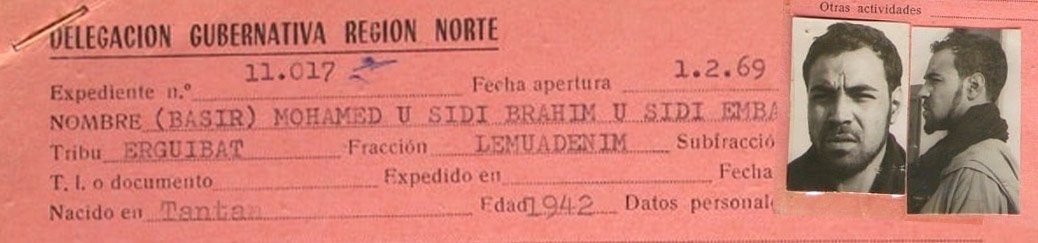 Otras actividades
DELEGACION GUBERNATIVA REGION NORTE
Expediente n.º 11.017 Fecha apertura 1.2.69
NOMBRE (BASIR) MOHAMED U SIDI BRAHIM U SIDI EMBA
Tribu ERGUIBAT Fracción LEMUADENIM Subfracció
T. I. o documento Expedido en Fecha
Nacido en Tantan Edad 1942 Datos personal